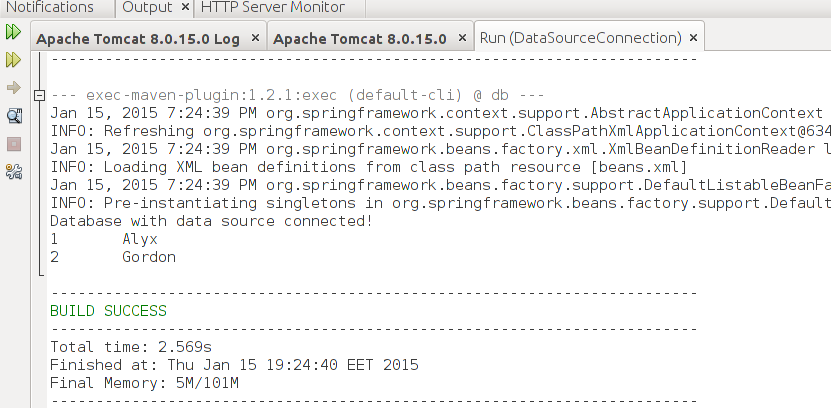 Notifications Output × HTTP Server Monitor
Apache Tomcat 8.0.15.0 Log × Apache Tomcat 8.0.15.0 × Run (DataSourceConnection) ×
------------------------------------------------------------------------
--- exec-maven-plugin:1.2.1:exec (default-cli) @ db ---
Jan 15, 2015 7:24:39 PM org.springframework.context.support.AbstractApplicationContext
INFO: Refreshing org.springframework.context.support.ClassPathXmlApplicationContext@634
Jan 15, 2015 7:24:39 PM org.springframework.beans.factory.xml.XmlBeanDefinitionReader l
INFO: Loading XML bean definitions from class path resource [beans.xml]
Jan 15, 2015 7:24:39 PM org.springframework.beans.factory.support.DefaultListableBeanFa
INFO: Pre-instantiating singletons in org.springframework.beans.factory.support.Default
Database with data source connected!
1 Alyx
2 Gordon
------------------------------------------------------------------------
BUILD SUCCESS
------------------------------------------------------------------------
Total time: 2.569s
Finished at: Thu Jan 15 19:24:40 EET 2015
Final Memory: 5M/101M
------------------------------------------------------------------------